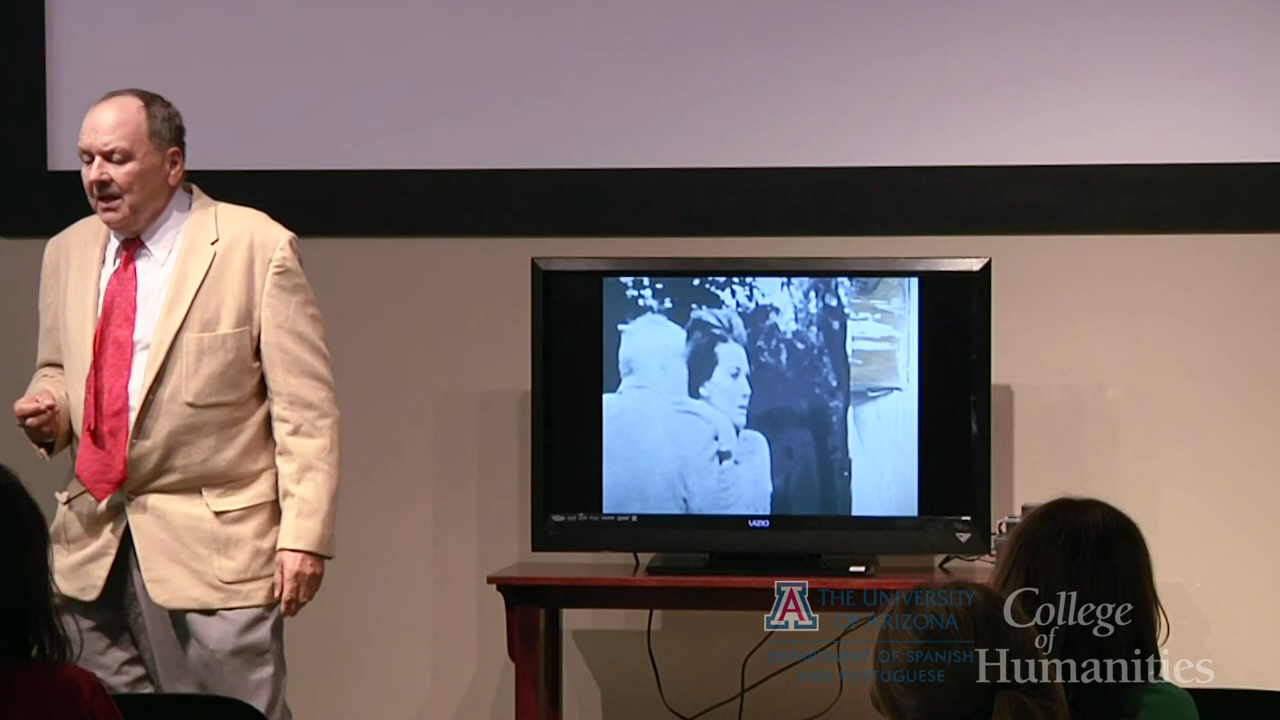 VIZIO
A
THE UNIVERSITY
OF ARIZONA
DEPARTMENT OF SPANISH
AND PORTUGUESE
College
of
Humanities